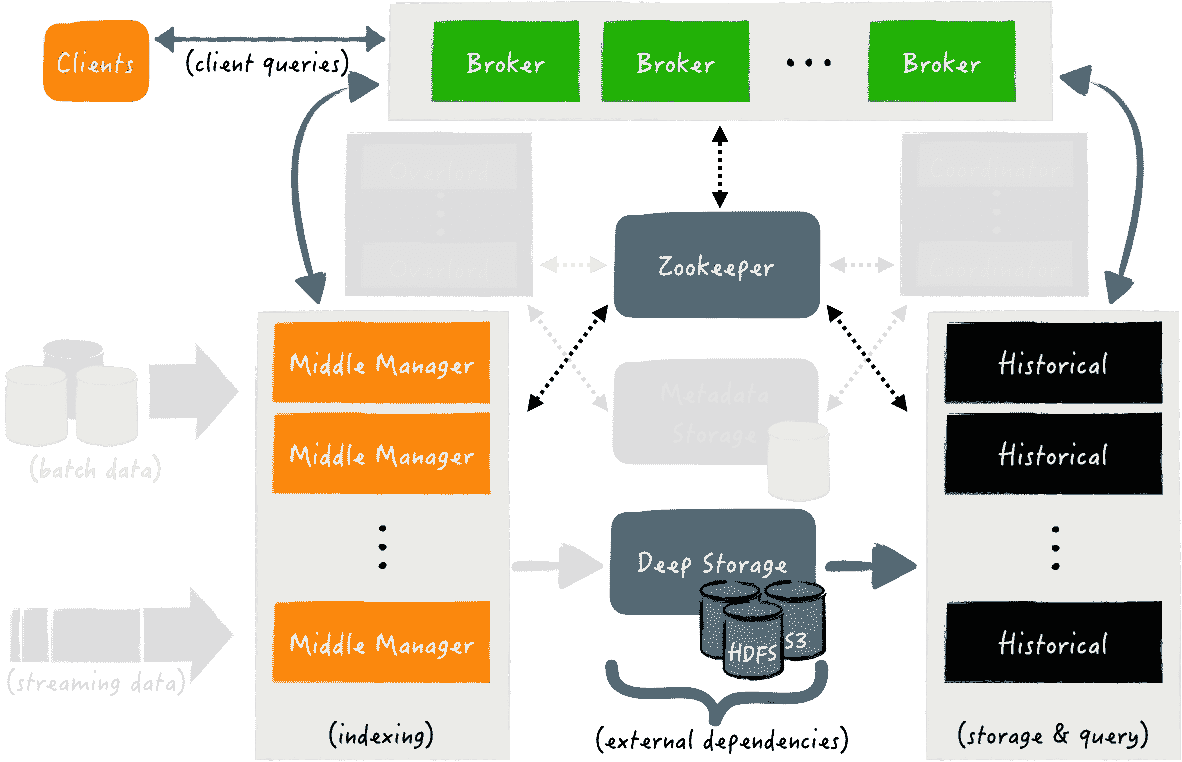 Clients
(client queries)
Broker
Broker
...
Broker
Overlord
Overlord
Coordinator
Coordinator
Zookeeper
Middle Manager
Middle Manager
Middle Manager
(indexing)
(batch data)
(streaming data)
Metadata
Storage
Deep Storage
HDFS
S3
(external dependencies)
Historical
Historical
Historical
(storage & query)